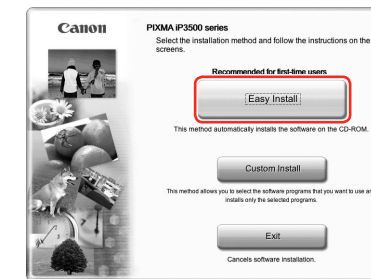 Canon
PIXMA iP3500 series
Select the installation method and follow the instructions on the
screens.
Recommended for first-time users
Easy Install
This method automatically installs the software on the CD-ROM.
Custom Install
This method allows you to select the software programs that you want to use an
installs only the selected programs.
Exit
Cancels software installation.